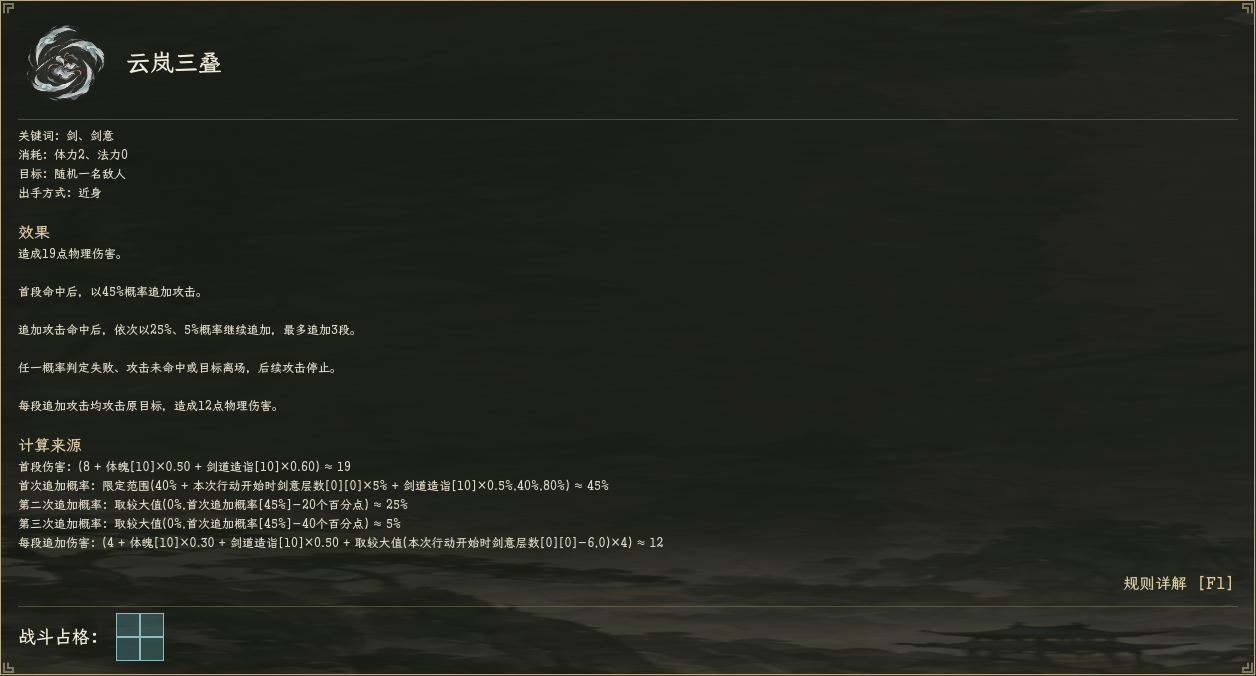 云岚三叠
关键词: 剑、剑意
消耗: 体力2、法力0
目标: 随机一名敌人
出手方式: 近身
效果
造成19点物理伤害。
首段命中后, 以45%概率追加攻击。
追加攻击命中后, 依次以25%、5%概率继续追加, 最多追加3段。
任一概率判定失败、攻击未命中或目标离场, 后续攻击停止。
每段追加攻击均攻击原目标, 造成12点物理伤害。
计算来源
首段伤害: (8 + 体魄[10]×0.50 + 剑道造诣[10]×0.60) ≈ 19
首次追加概率: 限定范围(40% + 本次行动开始时剑意层数[0][0]×5% + 剑道造诣[10]×0.5%,40%,80%) ≈ 45%
第二次追加概率: 取较大值(0%,首次追加概率[45%]-20个百分点) ≈ 25%
第三次追加概率: 取较大值(0%,首次追加概率[45%]-40个百分点) ≈ 5%
每段追加伤害: (4 + 体魄[10]×0.30 + 剑道造诣[10]×0.50 + 取较大值(本次行动开始时剑意层数[0][0]-6,0)×4) ≈ 12
规则详解 [F1]
战斗占格: